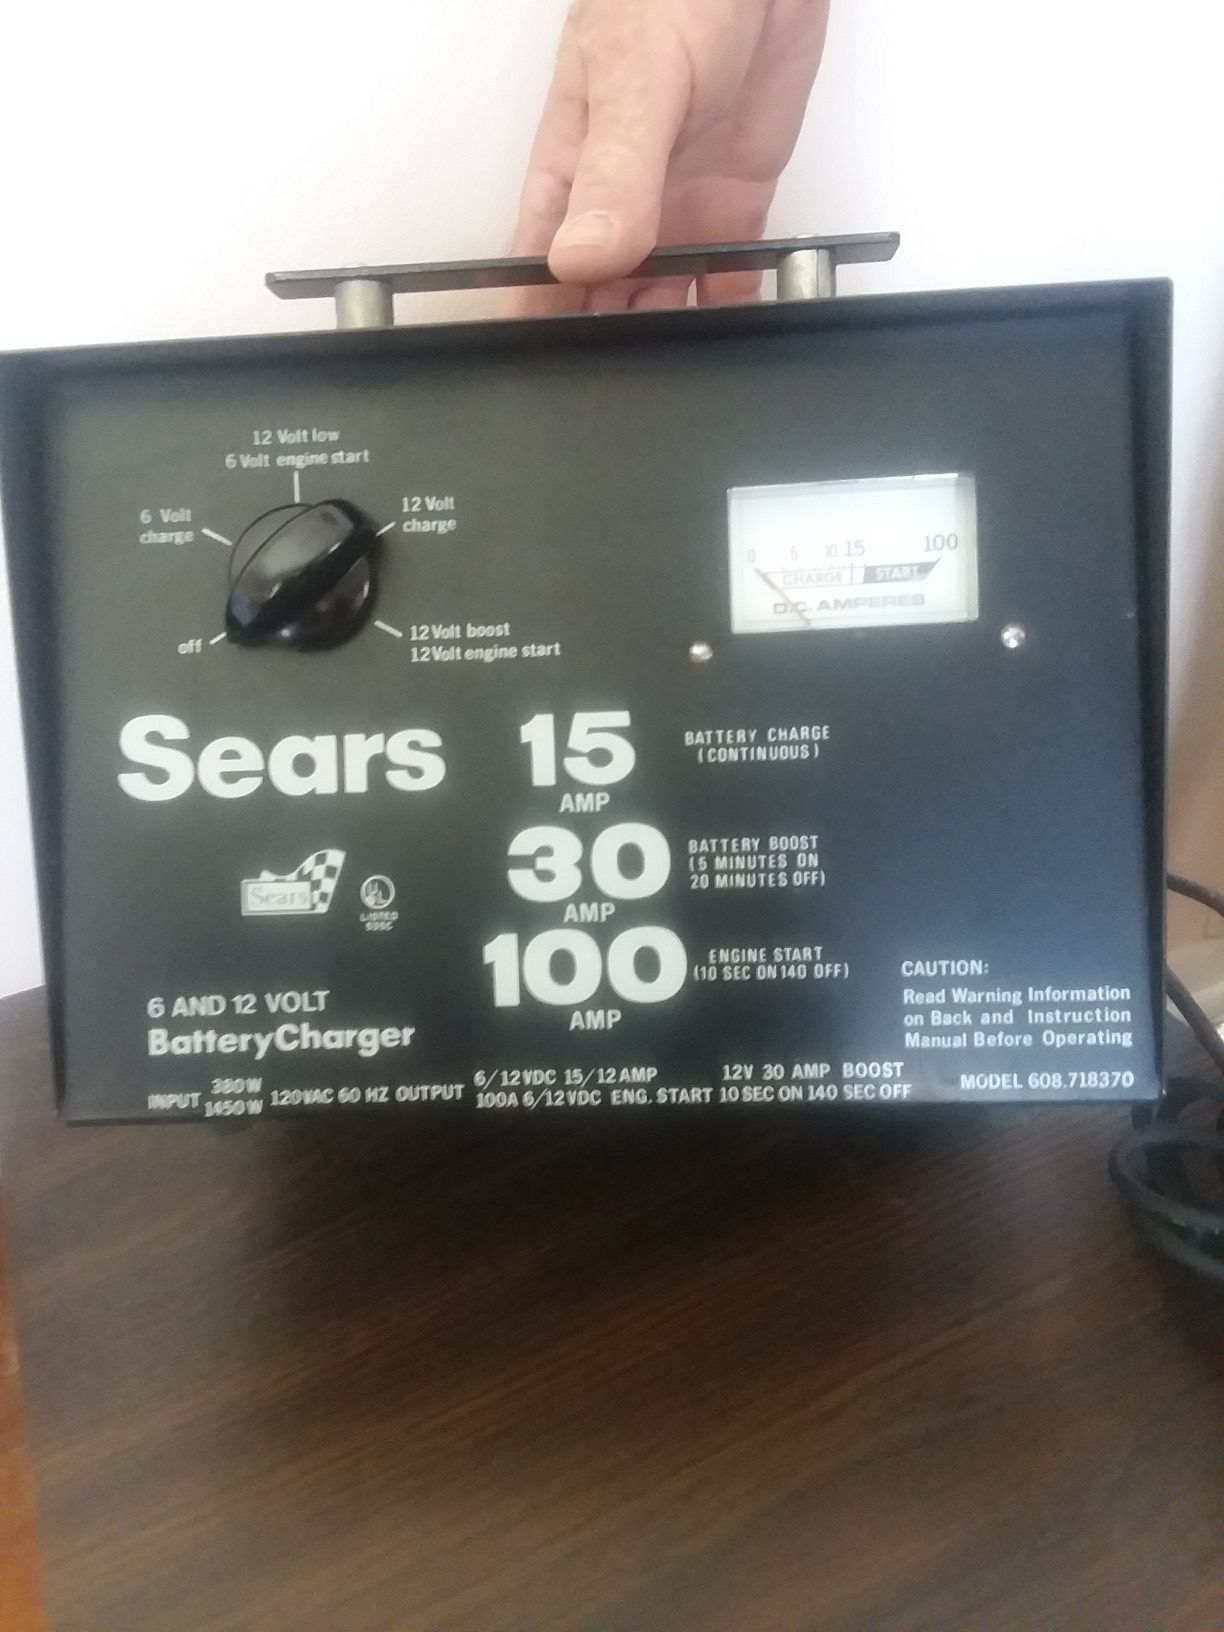 12 Volt low
6 Volt engine start
6 Volt
charge
12 Volt
charge
off
12 Volt boost
12 Volt engine start
0 5 10 15 100
CHARGE START
D.C. AMPERES
Sears
15
AMP
BATTERY CHARGE
(CONTINUOUS)
30
AMP
BATTERY BOOST
(5 MINUTES ON
20 MINUTES OFF)
100
AMP
ENGINE START
(10 SEC ON 140 OFF)
Sears
UL
LISTED
6 AND 12 VOLT
BatteryCharger
CAUTION:
Read Warning Information
on Back and Instruction
Manual Before Operating
INPUT 380W 1450W 120VAC 60 HZ OUTPUT
6/12VDC 15/12 AMP 12V 30 AMP BOOST
100A 6/12VDC ENG. START 10 SEC ON 140 SEC OFF
MODEL 608.718370